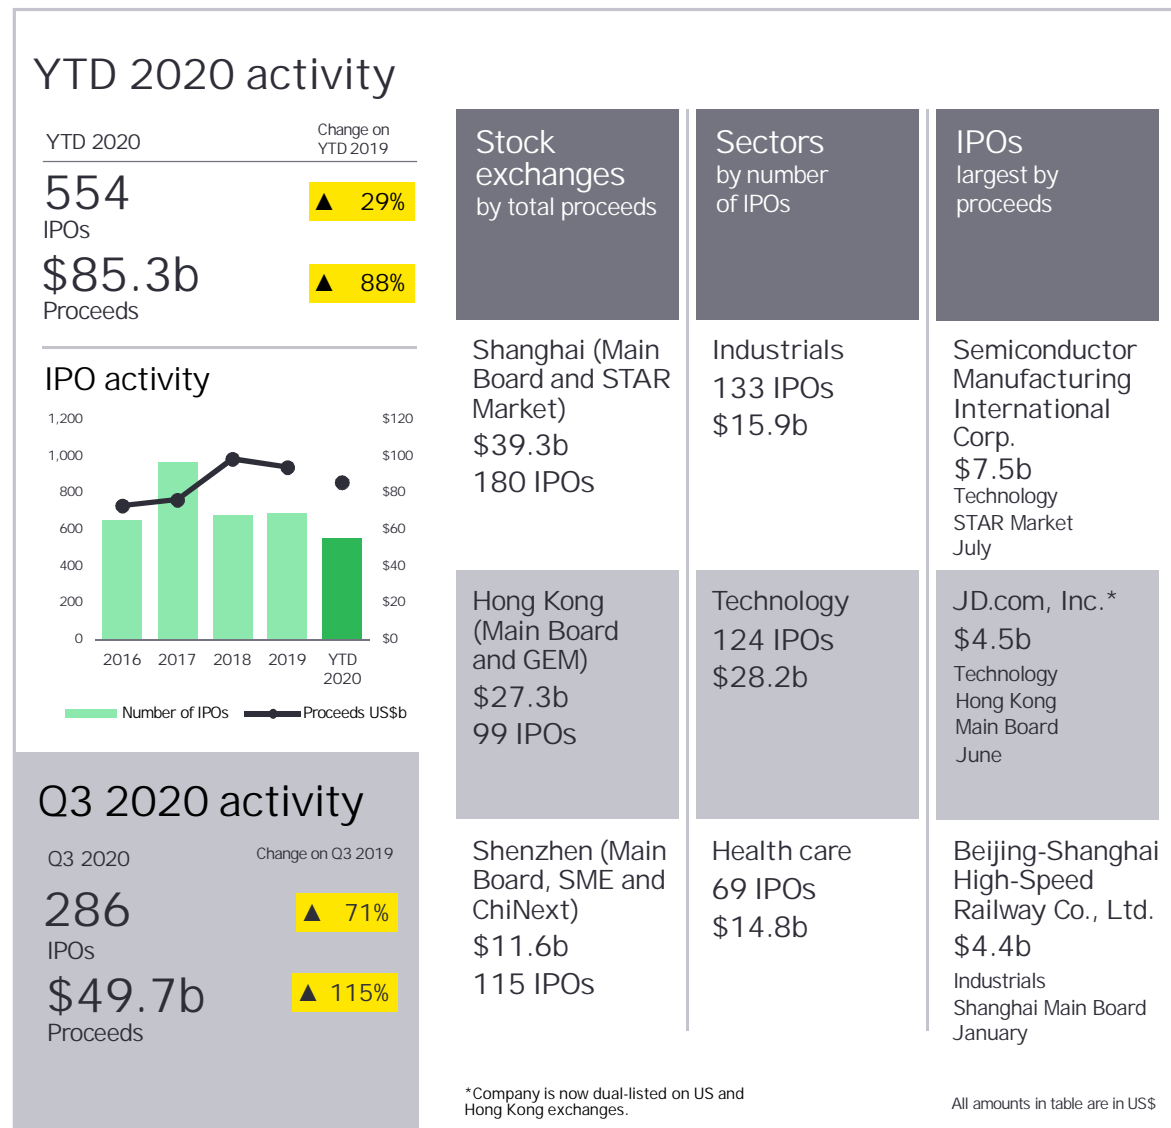 YTD 2020 activity
YTD 2020
Change on
YTD 2019
554
IPOs
▲ 29%
$85.3b
Proceeds
▲ 88%
IPO activity
1,200
1,000
800
600
400
200
0
$120
$100
$80
$60
$40
$20
$0
2016 2017 2018 2019 YTD
2020
Number of IPOs Proceeds US$b
Q3 2020 activity
Q3 2020
Change on Q3 2019
286
IPOs
▲ 71%
$49.7b
Proceeds
▲ 115%
Stock
exchanges
by total proceeds
Shanghai (Main
Board and STAR
Market)
$39.3b
180 IPOs
Hong Kong
(Main Board
and GEM)
$27.3b
99 IPOs
Shenzhen (Main
Board, SME and
ChiNext)
$11.6b
115 IPOs
Sectors
by number
of IPOs
Industrials
133 IPOs
$15.9b
Technology
124 IPOs
$28.2b
Health care
69 IPOs
$14.8b
IPOs
largest by
proceeds
Semiconductor
Manufacturing
International
Corp.
$7.5b
Technology
STAR Market
July
JD.com, Inc.*
$4.5b
Technology
Hong Kong
Main Board
June
Beijing-Shanghai
High-Speed
Railway Co., Ltd.
$4.4b
Industrials
Shanghai Main Board
January
*Company is now dual-listed on US and
Hong Kong exchanges.
All amounts in table are in US$